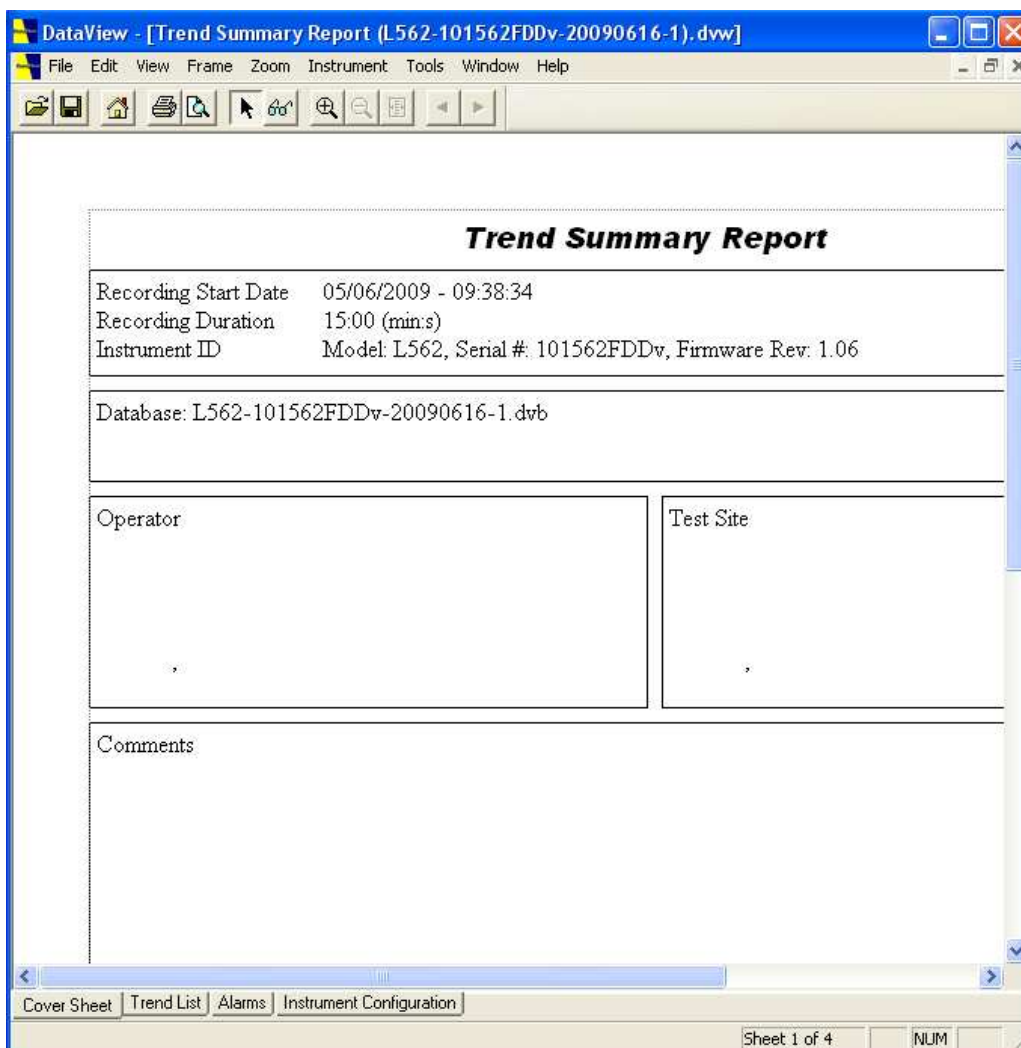 DataView - [Trend Summary Report (L562-101562FDDv-20090616-1).dvw]
File Edit View Frame Zoom Instrument Tools Window Help
Trend Summary Report
Recording Start Date 05/06/2009 - 09:38:34
Recording Duration 15:00 (min:s)
Instrument ID Model: L562, Serial #: 101562FDDv, Firmware Rev: 1.06
Database: L562-101562FDDv-20090616-1.dvb
Operator Test Site
, ,
Comments
Cover Sheet Trend List Alarms Instrument Configuration
Sheet 1 of 4 NUM